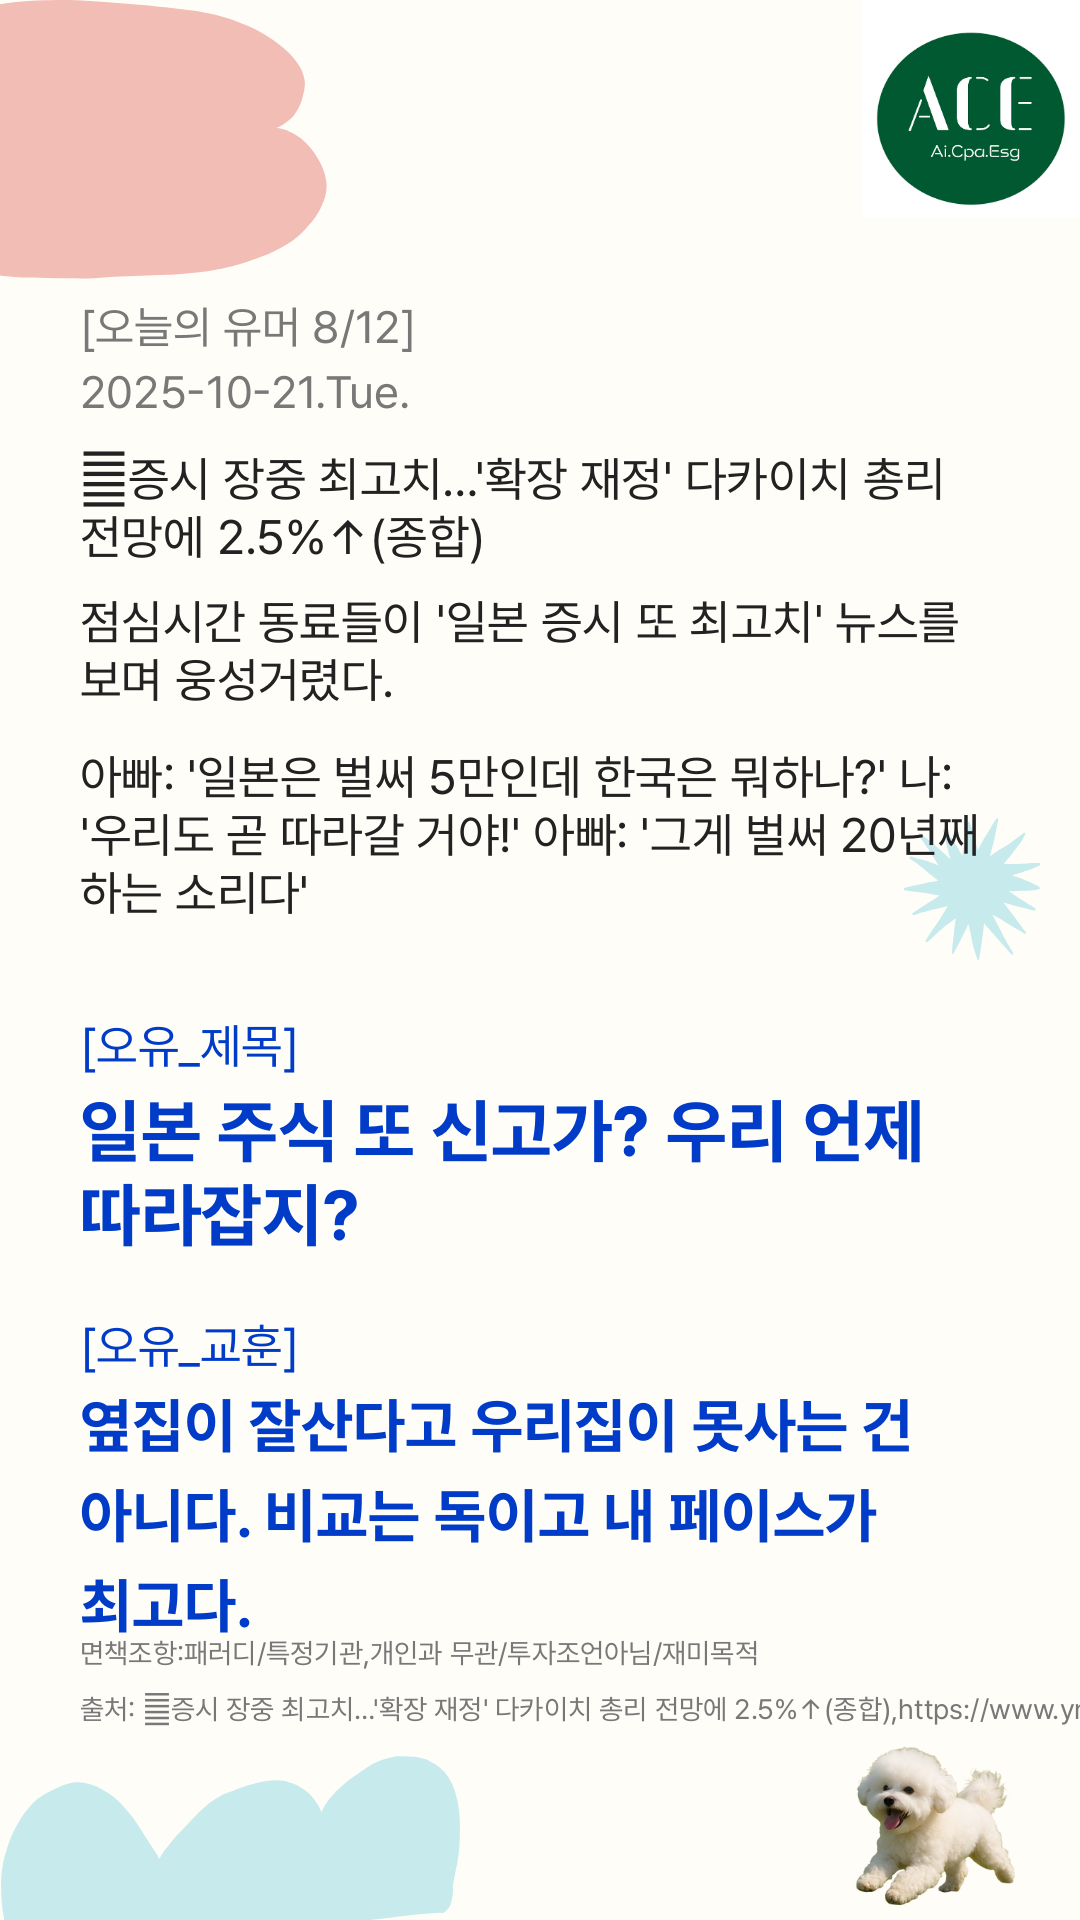 ACE
Ai.Cpa.Esg
[오늘의 유머 8/12]
2025-10-21.Tue.
증시 장중 최고치...'확장 재정' 다카이치 총리
전망에 2.5%↑(종합)
점심시간 동료들이 '일본 증시 또 최고치' 뉴스를
보며 웅성거렸다.
아빠: '일본은 벌써 5만인데 한국은 뭐하나?' 나:
'우리도 곧 따라갈 거야!' 아빠: '그게 벌써 20년째
하는 소리다'
[오유_제목]
일본 주식 또 신고가? 우리 언제
따라잡지?
[오유_교훈]
옆집이 잘산다고 우리집이 못사는 건
아니다. 비교는 독이고 내 페이스가
최고다.
면책조항:패러디/특정기관,개인과 무관/투자조언아님/재미목적
출처: 증시 장중 최고치...'확장 재정' 다카이치 총리 전망에 2.5%↑(종합),https://www.yn